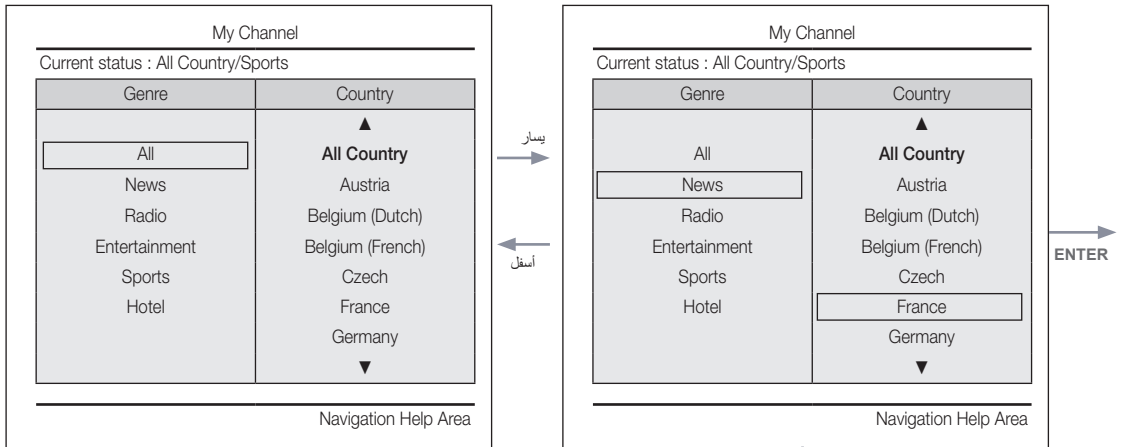 My Channel
Current status : All Country/Sports
Genre Country
▲
All All Country
News Austria
Radio Belgium (Dutch)
Entertainment Belgium (French)
Sports Czech
Hotel France
Germany
▼
Navigation Help Area
يسار
أسفل
My Channel
Current status : All Country/Sports
Genre Country
▲
All All Country
News Austria
Radio Belgium (Dutch)
Entertainment Belgium (French)
Sports Czech
Hotel France
Germany
▼
Navigation Help Area
ENTER